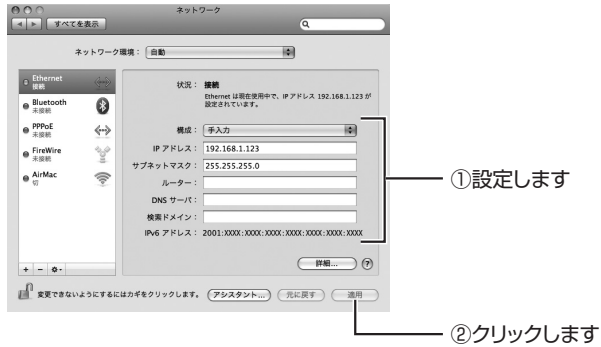 ネットワーク
すべてを表示
ネットワーク環境： 自動
Ethernet
接続
Bluetooth
未接続
PPPoE
未接続
FireWire
未接続
AirMac
切
状況： 接続
Ethernet は現在使用中で、IP アドレス 192.168.1.123 が
設定されています。
構成： 手入力
IP アドレス： 192.168.1.123
サブネットマスク： 255.255.255.0
ルーター：
DNS サーバ：
検索ドメイン：
IPv6 アドレス： 2001:XXXX:XXXX:XXXX:XXXX:XXXX:XXXX:XXXX
詳細... ?
変更できないようにするにはカギをクリックします。 アシスタント... 元に戻す 適用
①設定します
②クリックします